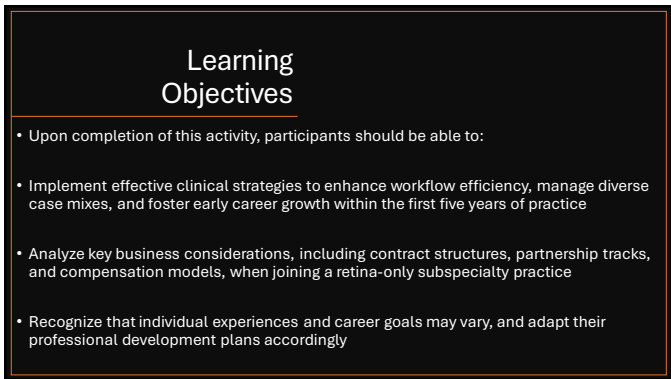 Learning
Objectives
• Upon completion of this activity, participants should be able to:
• Implement effective clinical strategies to enhance workflow efficiency, manage diverse
case mixes, and foster early career growth within the first five years of practice
• Analyze key business considerations, including contract structures, partnership tracks,
and compensation models, when joining a retina-only subspecialty practice
• Recognize that individual experiences and career goals may vary, and adapt their
professional development plans accordingly